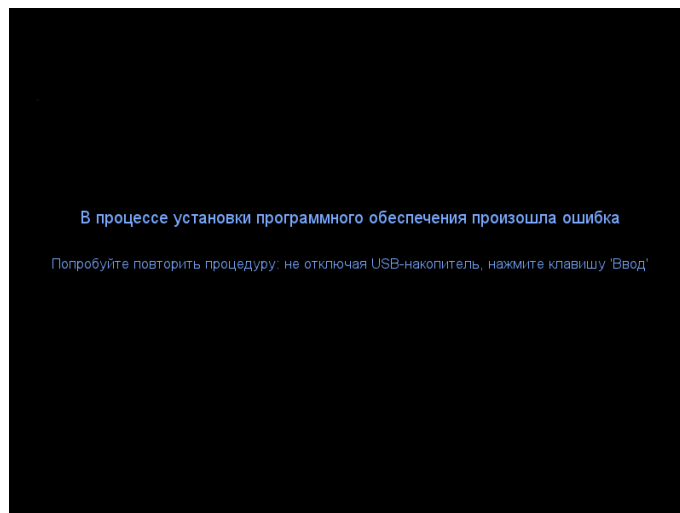 В процессе установки программного обеспечения произошла ошибка
Попробуйте повторить процедуру: не отключая USB-накопитель, нажмите клавишу 'Ввод'